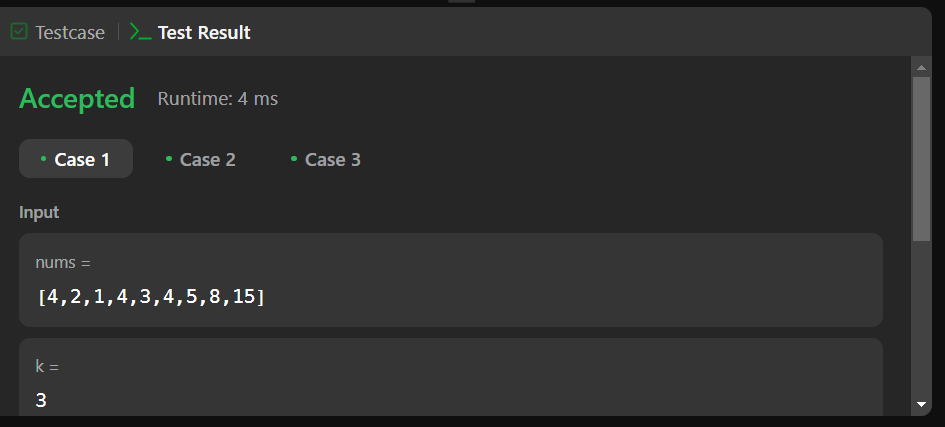 Testcase
Test Result
Accepted Runtime: 4 ms
Case 1 Case 2 Case 3
Input
nums =
[4,2,1,4,3,4,5,8,15]
k =
3